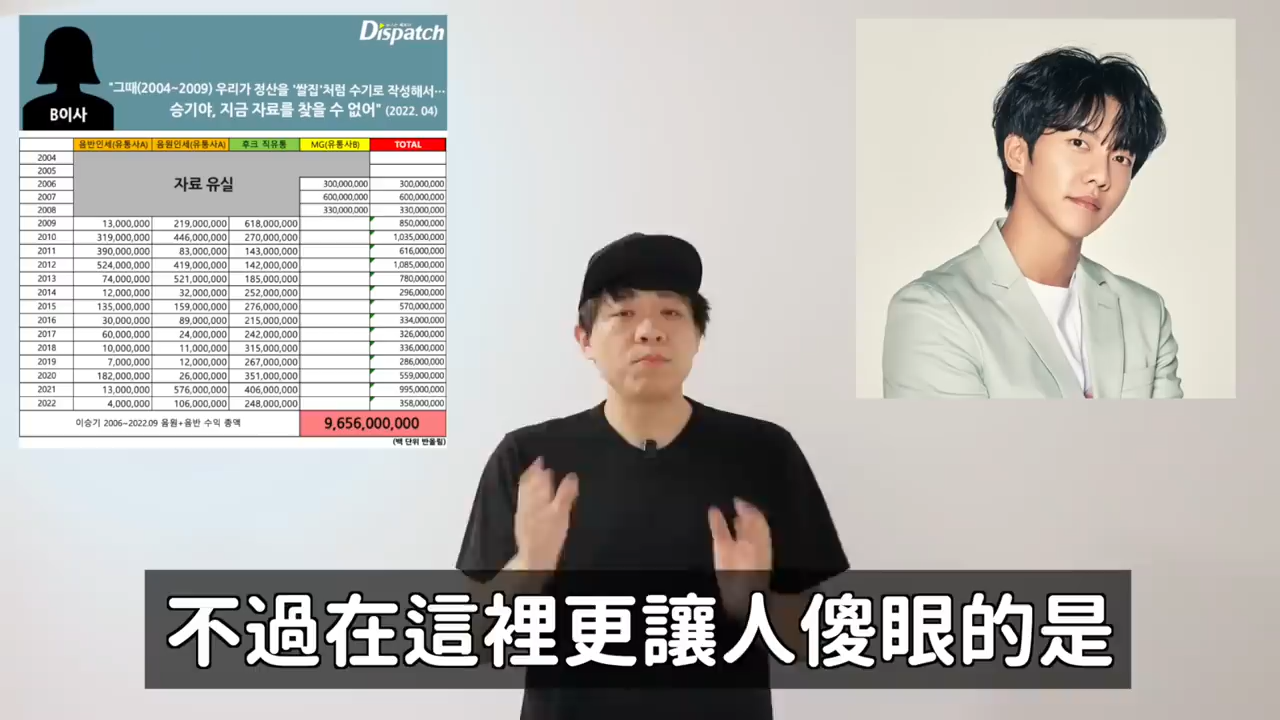 Dispatch
"그때(2004~2009) 우리가 정산을 '쌀집'처럼 수기로 작성해서…
승기야, 지금 자료를 찾을 수 없어" (2022. 04)
B이사
음반인세(유통사A) 음원인세(유통사A) 후크 직유통 MG(유통사B) TOTAL
2004
2005
자료 유실
2006 300,000,000 300,000,000
2007 600,000,000 600,000,000
2008 330,000,000 330,000,000
2009 13,000,000 219,000,000 618,000,000 850,000,000
2010 319,000,000 446,000,000 270,000,000 1,035,000,000
2011 390,000,000 83,000,000 143,000,000 616,000,000
2012 524,000,000 419,000,000 142,000,000 1,085,000,000
2013 74,000,000 521,000,000 185,000,000 780,000,000
2014 12,000,000 32,000,000 252,000,000 296,000,000
2015 135,000,000 159,000,000 276,000,000 570,000,000
2016 30,000,000 89,000,000 215,000,000 334,000,000
2017 60,000,000 24,000,000 242,000,000 326,000,000
2018 10,000,000 11,000,000 315,000,000 336,000,000
2019 7,000,000 12,000,000 267,000,000 286,000,000
2020 182,000,000 26,000,000 351,000,000 559,000,000
2021 13,000,000 576,000,000 406,000,000 995,000,000
2022 4,000,000 106,000,000 248,000,000 358,000,000
이승기 2006~2022.09 음원+음반 수익 총액 9,656,000,000
(백 단위 반올림)
不過在這裡更讓人傻眼的是